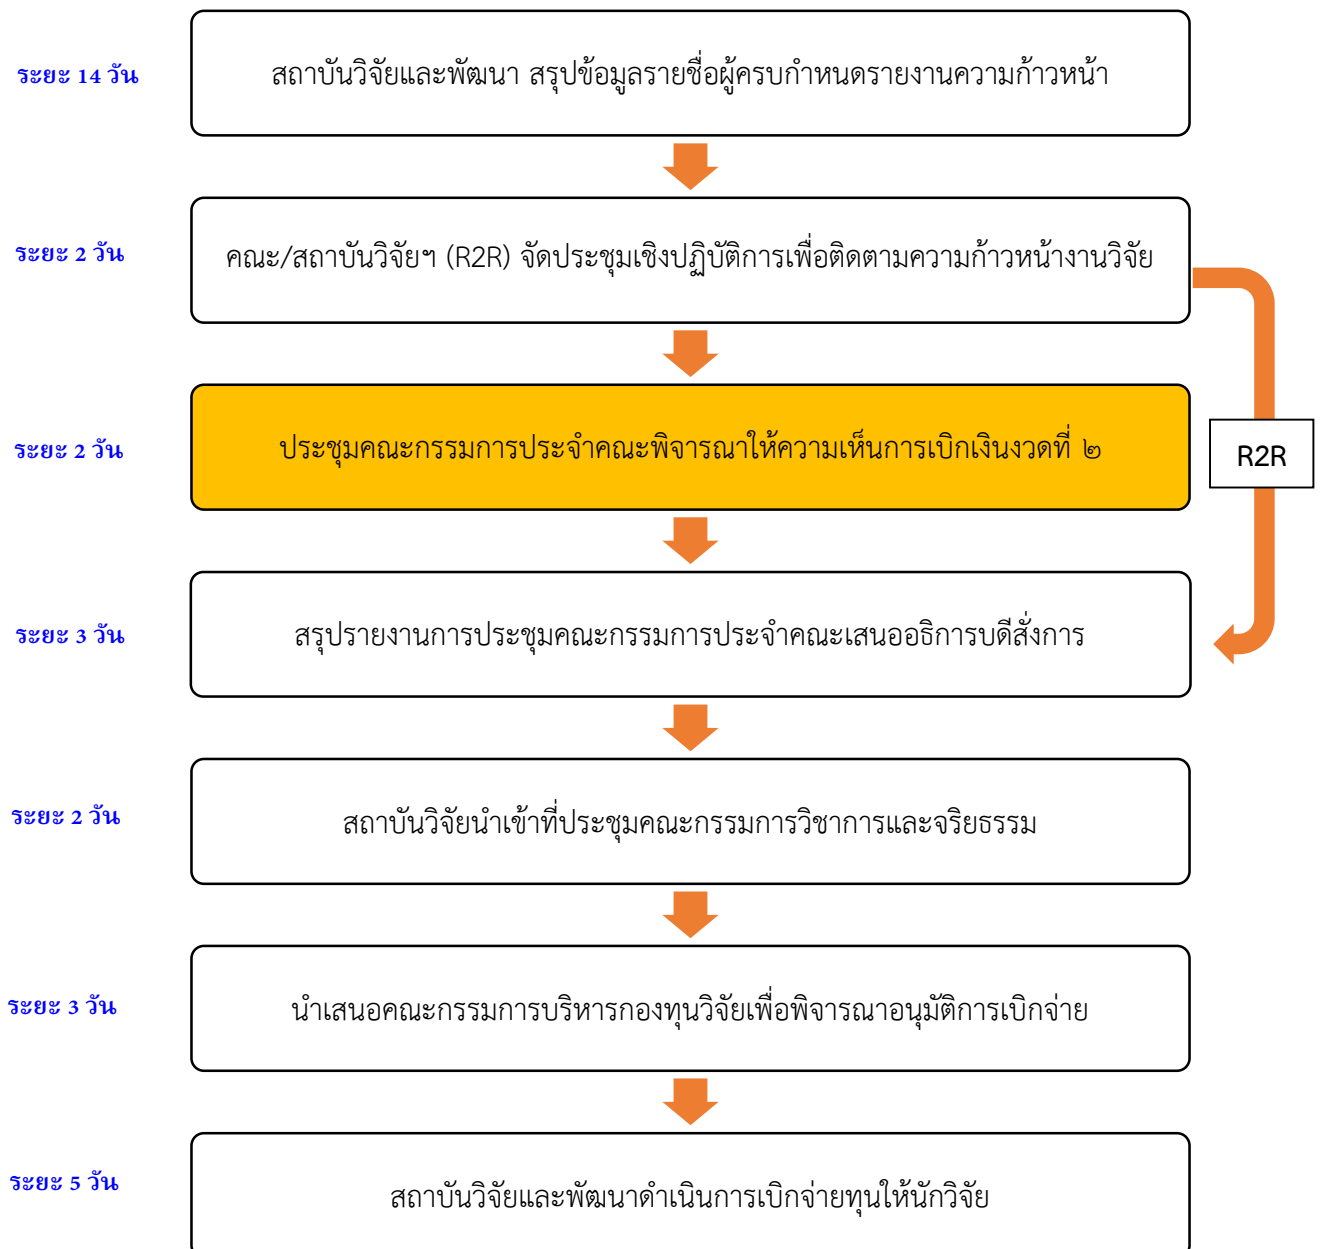 ระยะ 14 วัน
สถาบันวิจัยและพัฒนา สรุปข้อมูลรายชื่อผู้ครบกำหนดรายงานความก้าวหน้า
ระยะ 2 วัน
คณะ/สถาบันวิจัยฯ (R2R) จัดประชุมเชิงปฏิบัติการเพื่อติดตามความก้าวหน้างานวิจัย
ระยะ 2 วัน
ประชุมคณะกรรมการประจำคณะพิจารณาให้ความเห็นการเบิกเงินงวดที่ ๒
R2R
ระยะ 3 วัน
สรุปรายงานการประชุมคณะกรรมการประจำคณะเสนออธิการบดีสั่งการ
ระยะ 2 วัน
สถาบันวิจัยนำเข้าที่ประชุมคณะกรรมการวิชาการและจริยธรรม
ระยะ 3 วัน
นำเสนอคณะกรรมการบริหารกองทุนวิจัยเพื่อพิจารณาอนุมัติการเบิกจ่าย
ระยะ 5 วัน
สถาบันวิจัยและพัฒนาดำเนินการเบิกจ่ายทุนให้นักวิจัย